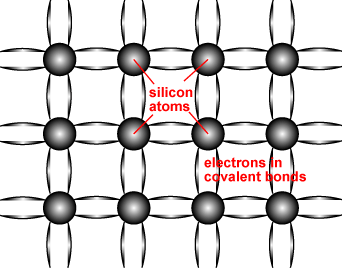 silicon
atoms
electrons in
covalent bonds